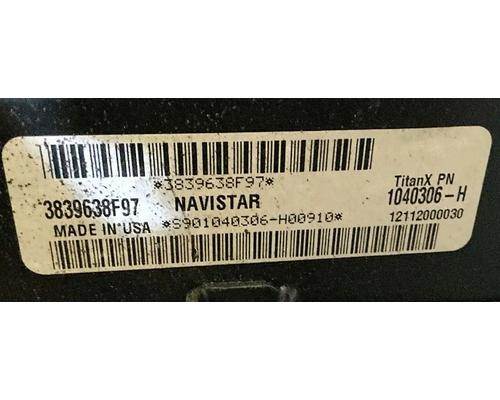 *3839638F97*
TitanX PN
3839638F97 NAVISTAR 1040306-H
MADE IN USA *S901040306-H00910* 12112000030